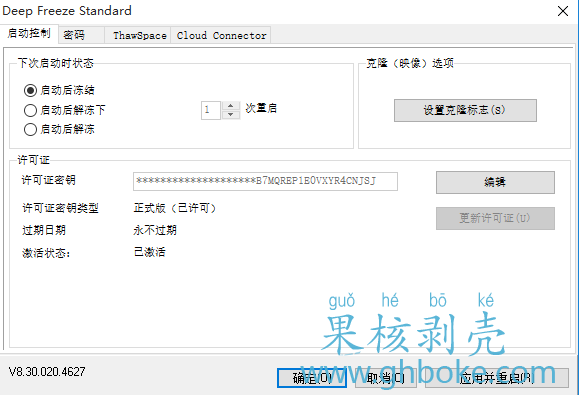 Deep Freeze Standard
启动控制 密码 ThawSpace Cloud Connector
下次启动时状态
启动后冻结
启动后解冻下 1 次重启
启动后解冻
克隆（映像）选项
设置克隆标志(S)
许可证
许可证密钥 ********************B7MQREP1E0VXYR4CNJSJ 编辑
许可证密钥类型 正式版（已许可） 更新许可证(U)
过期日期 永不过期
激活状态： 已激活
guǒ hé bō ké
果核剥壳
www.ghboke.com
V8.30.020.4627 确定(O) 取消(C) 应用并重启(R)